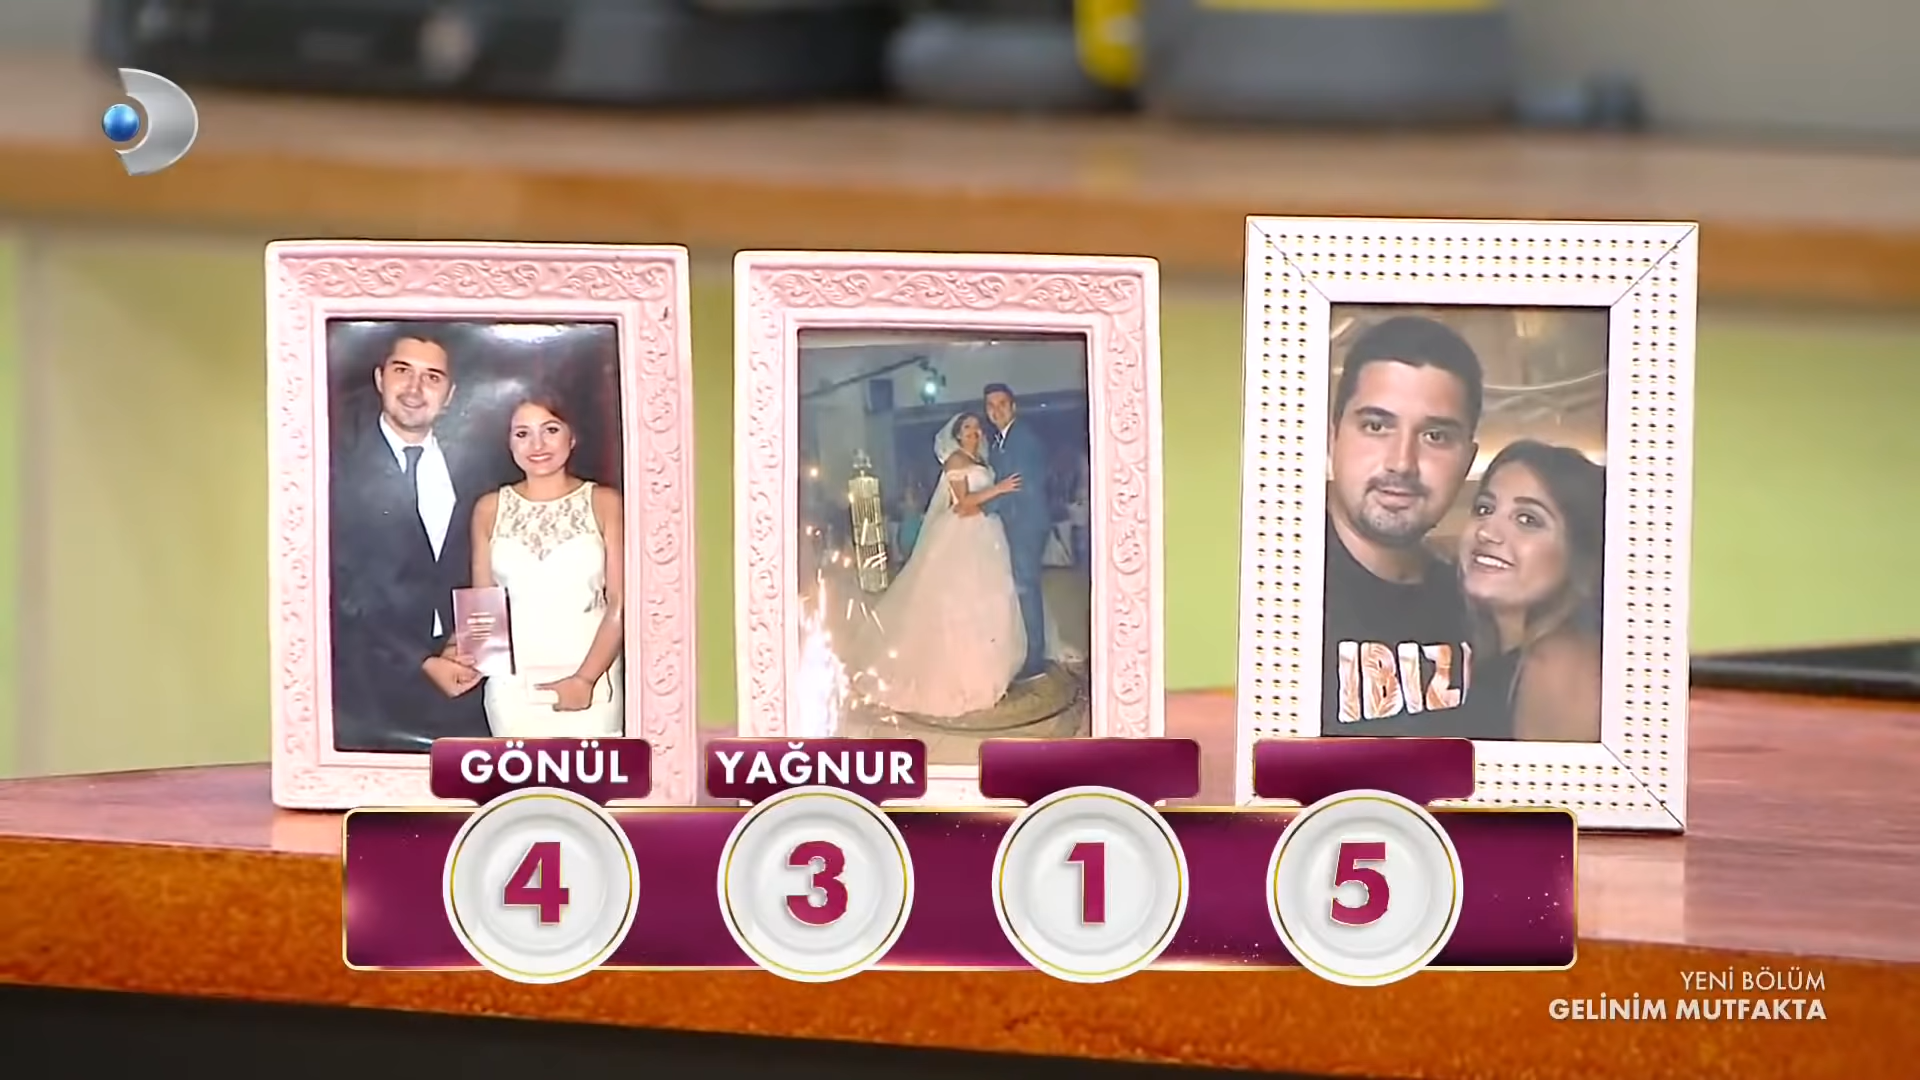 IBIZ
GÖNÜL
YAĞNUR
4
3
1
5
YENİ BÖLÜM
GELİNİM MUTFAKTA